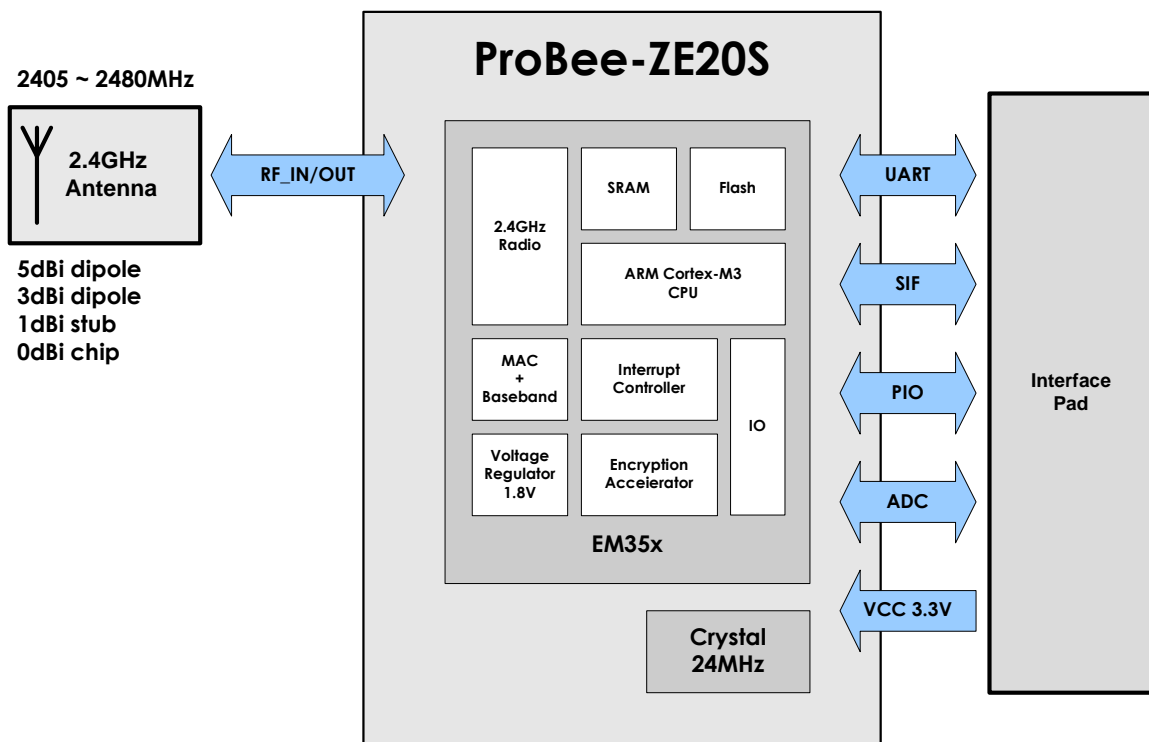 ProBee-ZE20S
2405 ~ 2480MHz
2.4GHz
Antenna
5dBi dipole
3dBi dipole
1dBi stub
0dBi chip
RF_IN/OUT
2.4GHz
Radio
SRAM
Flash
ARM Cortex-M3
CPU
MAC
+
Baseband
Interrupt
Controller
IO
Voltage
Regulator
1.8V
Encryption
Acceierator
EM35x
Crystal
24MHz
UART
SIF
PIO
ADC
VCC 3.3V
Interface
Pad